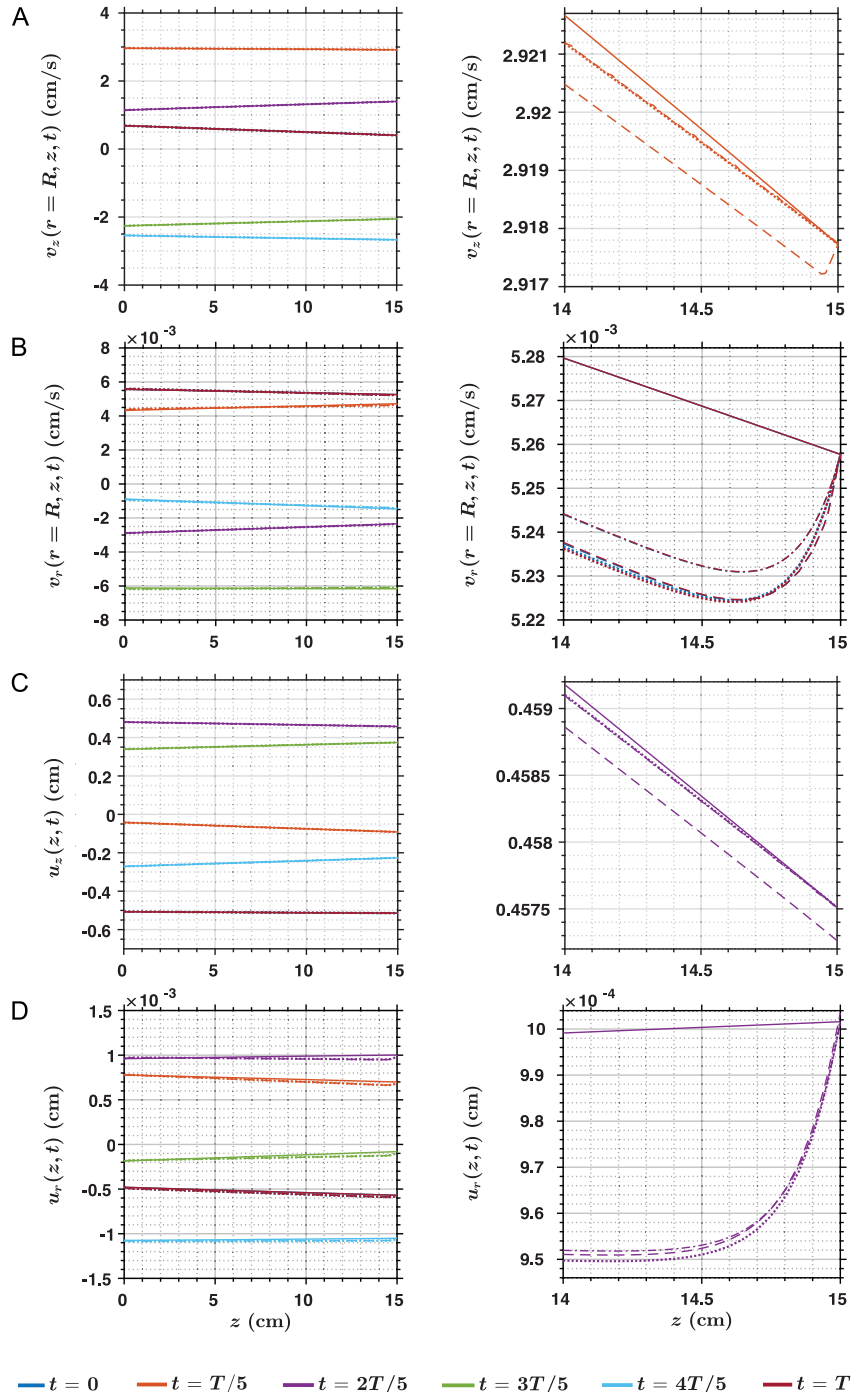 A
v_z(r = R, z, t) (cm/s)
4
2
0
-2
-4
0 5 10 15
v_z(r = R, z, t) (cm/s)
2.921
2.92
2.919
2.918
2.917
14 14.5 15
B
×10⁻³
v_r(r = R, z, t) (cm/s)
8
6
4
2
0
-2
-4
-6
-8
0 5 10 15
×10⁻³
v_r(r = R, z, t) (cm/s)
5.28
5.27
5.26
5.25
5.24
5.23
5.22
14 14.5 15
C
u_z(z, t) (cm)
0.6
0.4
0.2
0
-0.2
-0.4
-0.6
0 5 10 15
0.459
0.4585
0.458
0.4575
14 14.5 15
D
×10⁻³
u_r(z, t) (cm)
1.5
1
0.5
0
-0.5
-1
-1.5
0 5 10 15
z (cm)
×10⁻⁴
u_r(z, t) (cm)
10
9.9
9.8
9.7
9.6
9.5
14 14.5 15
z (cm)
t = 0 t = T/5 t = 2T/5 t = 3T/5 t = 4T/5 t = T